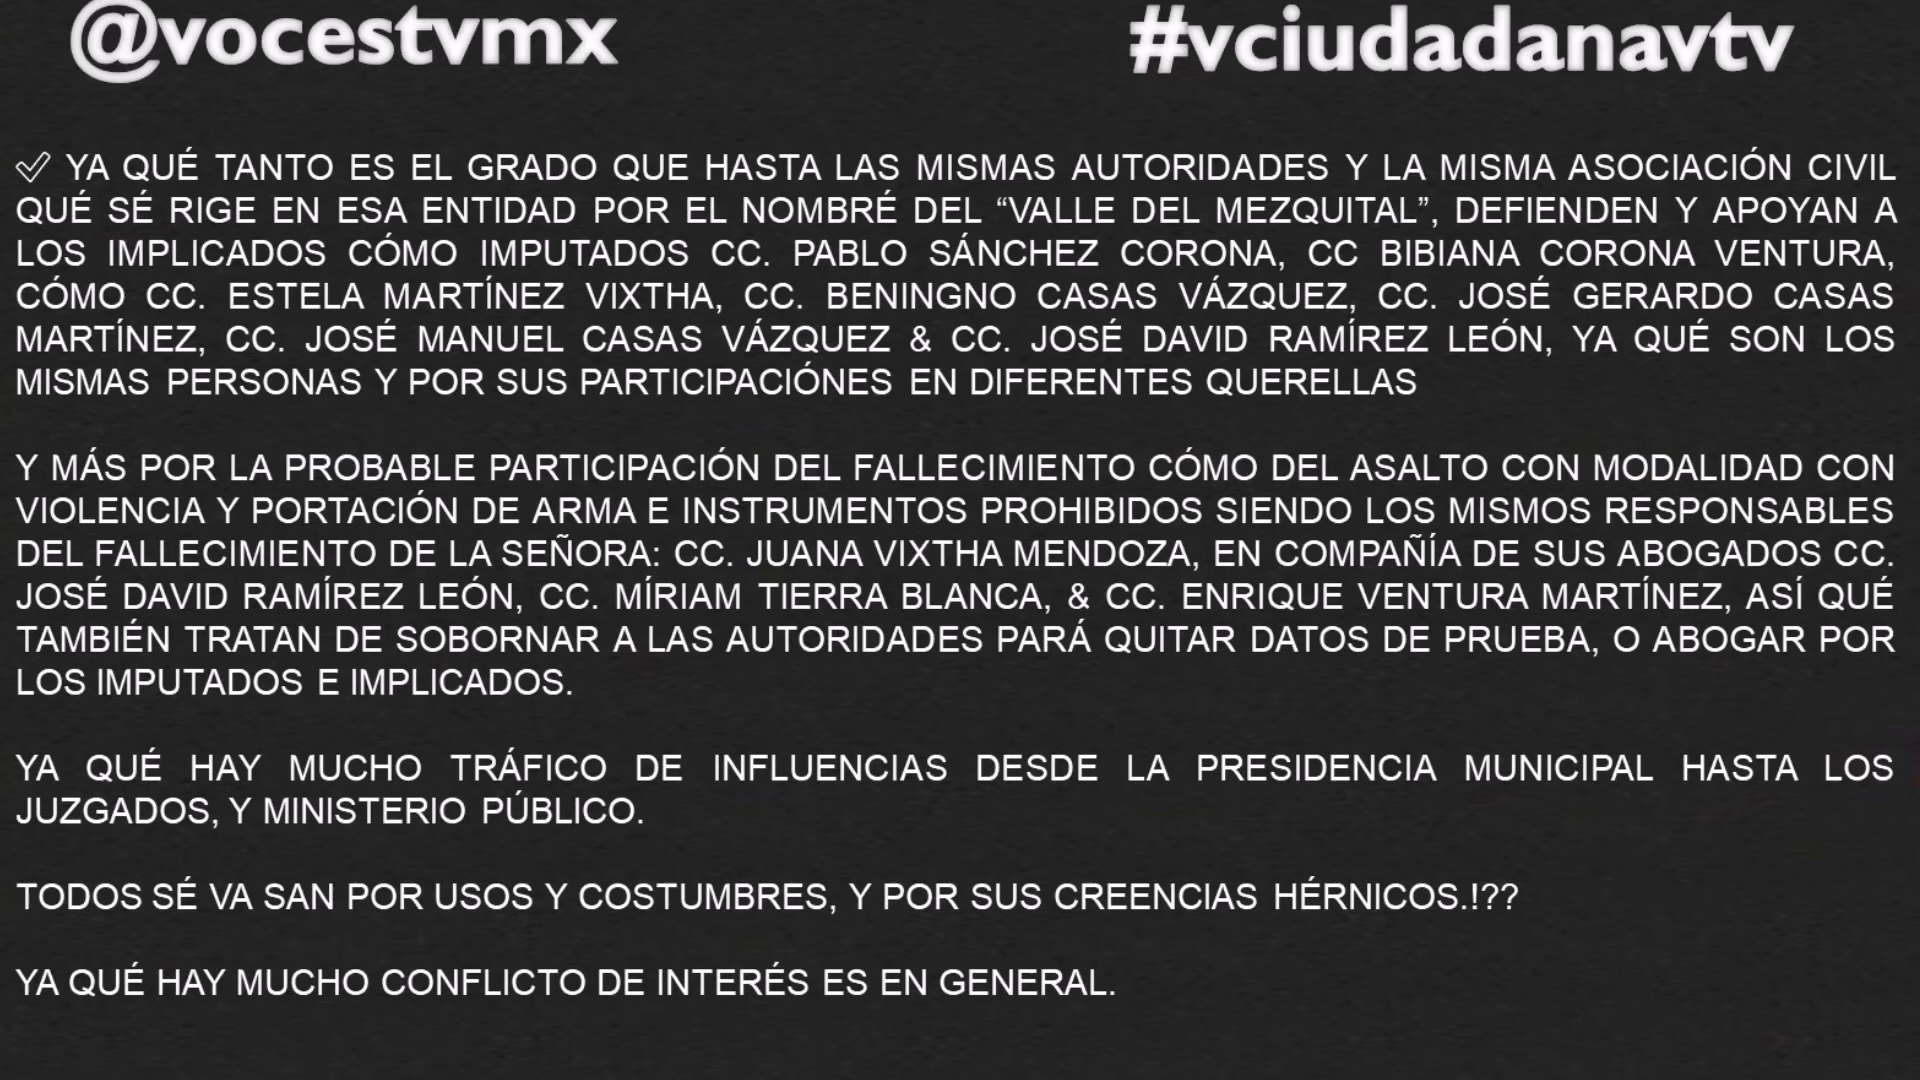 @vocestvmx #vciudadanavtv
✅ YA QUÉ TANTO ES EL GRADO QUE HASTA LAS MISMAS AUTORIDADES Y LA MISMA ASOCIACIÓN CIVIL
QUÉ SÉ RIGE EN ESA ENTIDAD POR EL NOMBRÉ DEL “VALLE DEL MEZQUITAL”, DEFIENDEN Y APOYAN A
LOS IMPLICADOS CÓMO IMPUTADOS CC. PABLO SÁNCHEZ CORONA, CC BIBIANA CORONA VENTURA,
CÓMO CC. ESTELA MARTÍNEZ VIXTHA, CC. BENINGNO CASAS VÁZQUEZ, CC. JOSÉ GERARDO CASAS
MARTÍNEZ, CC. JOSÉ MANUEL CASAS VÁZQUEZ & CC. JOSÉ DAVID RAMÍREZ LEÓN, YA QUÉ SON LOS
MISMAS PERSONAS Y POR SUS PARTICIPACIÓNES EN DIFERENTES QUERELLAS
Y MÁS POR LA PROBABLE PARTICIPACIÓN DEL FALLECIMIENTO CÓMO DEL ASALTO CON MODALIDAD CON
VIOLENCIA Y PORTACIÓN DE ARMA E INSTRUMENTOS PROHIBIDOS SIENDO LOS MISMOS RESPONSABLES
DEL FALLECIMIENTO DE LA SEÑORA: CC. JUANA VIXTHA MENDOZA, EN COMPAÑÍA DE SUS ABOGADOS CC.
JOSÉ DAVID RAMÍREZ LEÓN, CC. MÍRIAM TIERRA BLANCA, & CC. ENRIQUE VENTURA MARTÍNEZ, ASÍ QUÉ
TAMBIÉN TRATAN DE SOBORNAR A LAS AUTORIDADES PARÁ QUITAR DATOS DE PRUEBA, O ABOGAR POR
LOS IMPUTADOS E IMPLICADOS.
YA QUÉ HAY MUCHO TRÁFICO DE INFLUENCIAS DESDE LA PRESIDENCIA MUNICIPAL HASTA LOS
JUZGADOS, Y MINISTERIO PÚBLICO.
TODOS SÉ VA SAN POR USOS Y COSTUMBRES, Y POR SUS CREENCIAS HÉRNICOS.!??
YA QUÉ HAY MUCHO CONFLICTO DE INTERÉS ES EN GENERAL.